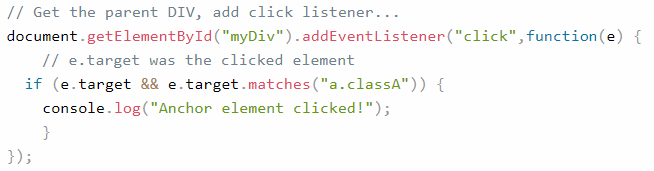 // Get the parent DIV, add click listener...
document.getElementById("myDiv").addEventListener("click",function(e) {
    // e.target was the clicked element
  if (e.target && e.target.matches("a.classA")) {
    console.log("Anchor element clicked!");
    }
});